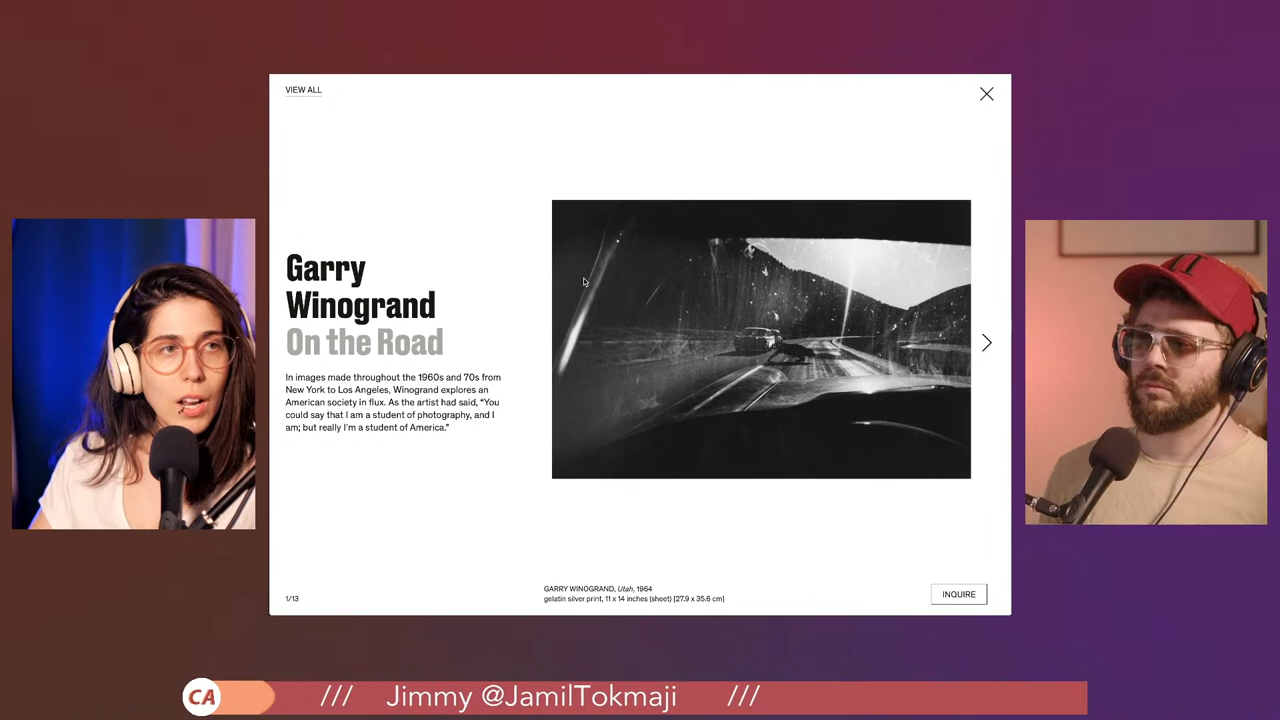 VIEW ALL
Garry
Winogrand
On the Road
In images made throughout the 1960s and 70s from
New York to Los Angeles, Winogrand explores an
American society in flux. As the artist had said, “You
could say that I am a student of photography, and I
am; but really I'm a student of America.”
1/13
GARRY WINOGRAND, Utah, 1964
gelatin silver print, 11 x 14 inches (sheet) [27.9 x 35.6 cm]
INQUIRE
CA
/// Jimmy @JamilTokmaji ///